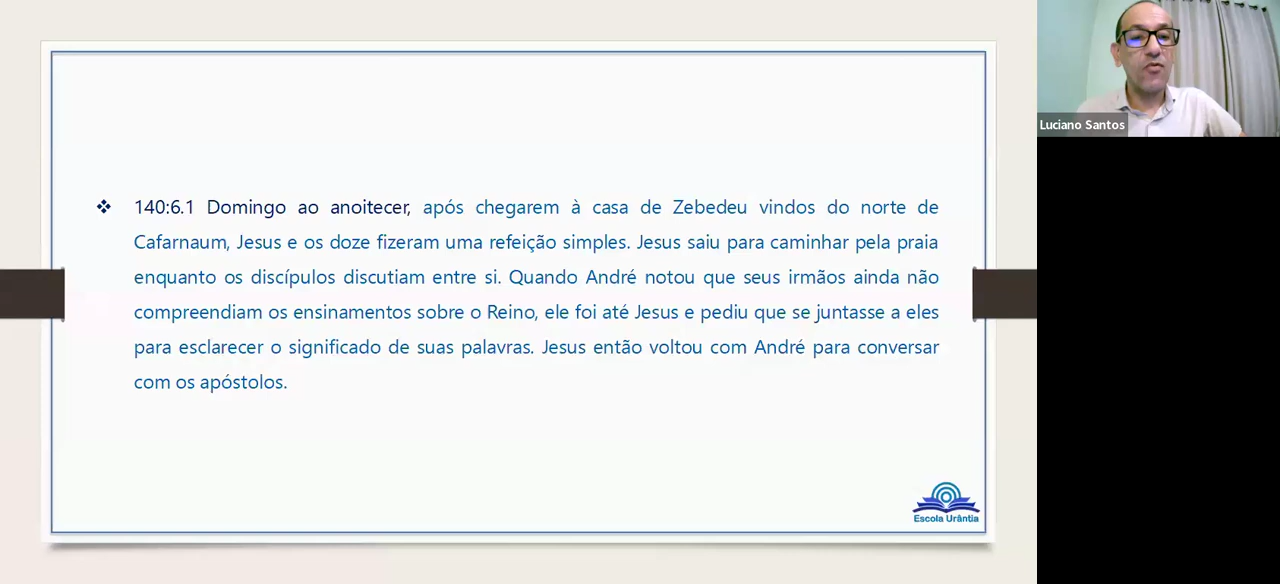 140:6.1 Domingo ao anoitecer, após chegarem à casa de Zebedeu vindos do norte de
Cafarnaum, Jesus e os doze fizeram uma refeição simples. Jesus saiu para caminhar pela praia
enquanto os discípulos discutiam entre si. Quando André notou que seus irmãos ainda não
compreendiam os ensinamentos sobre o Reino, ele foi até Jesus e pediu que se juntasse a eles
para esclarecer o significado de suas palavras. Jesus então voltou com André para conversar
com os apóstolos.
Escola Urântia
Luciano Santos